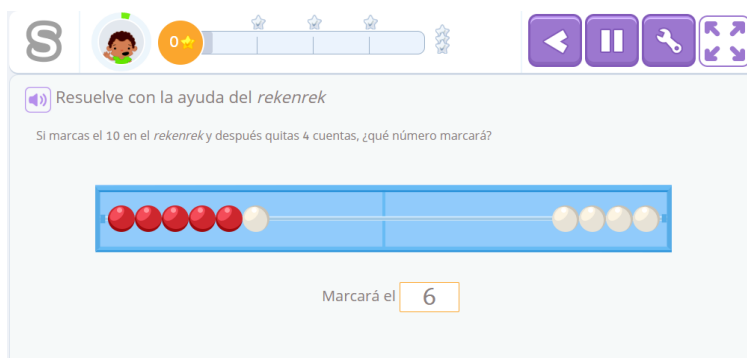 S
0
Resuelve con la ayuda del rekenrek
Si marcas el 10 en el rekenrek y después quitas 4 cuentas, ¿qué número marcará?
Marcará el 6